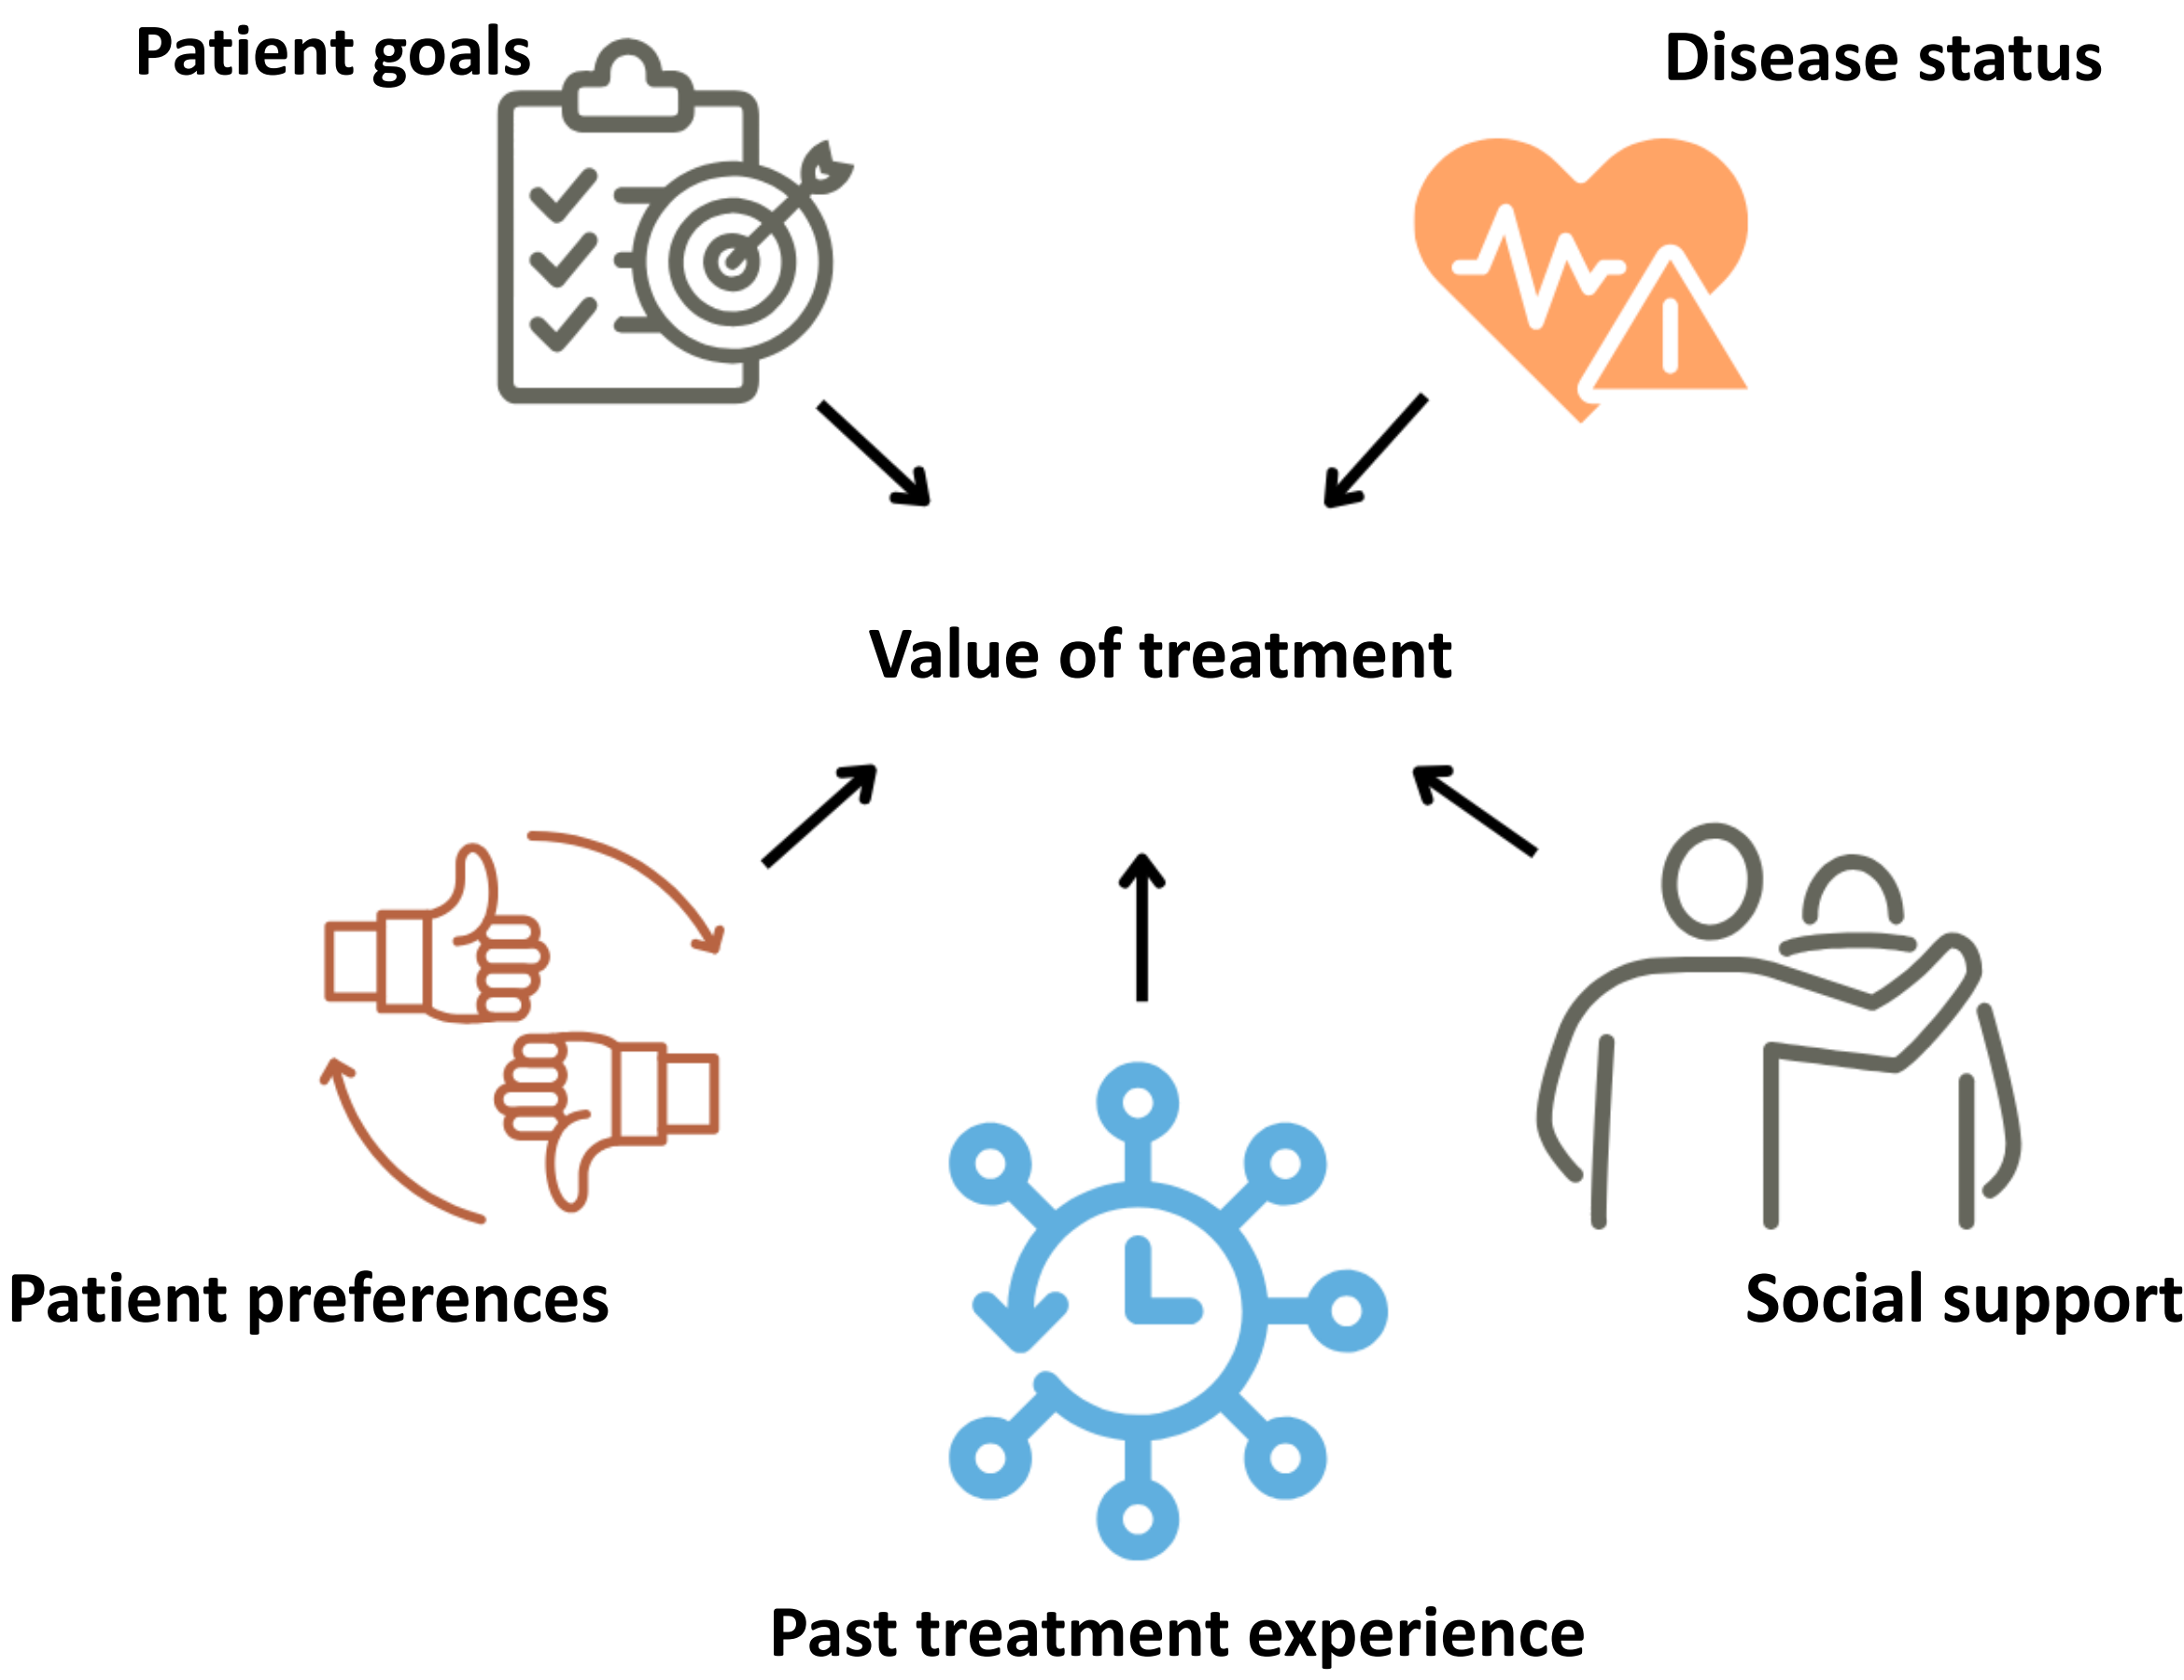 Patient goals
Disease status
Value of treatment
Patient preferences
Social support
Past treatment experience